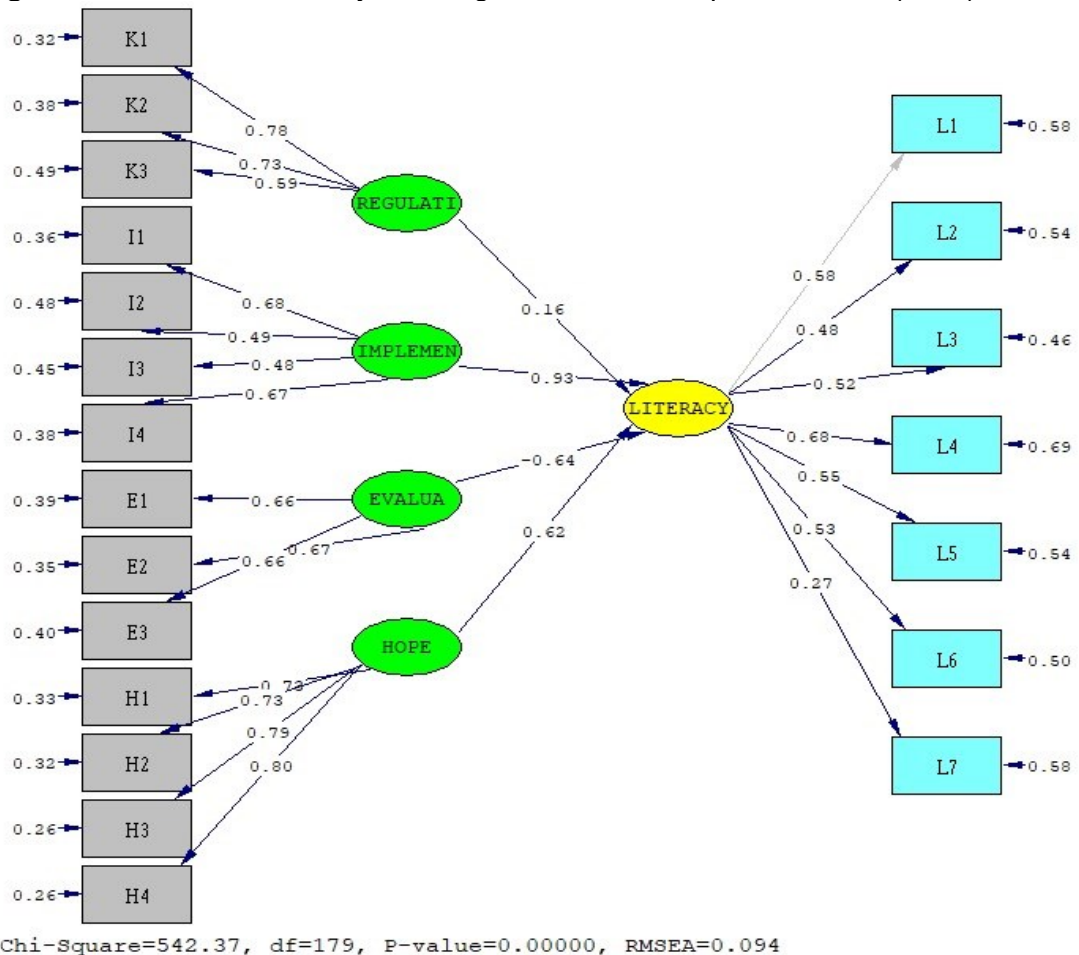 0.32 K1
0.38 K2
0.49 K3
0.36 I1
0.48 I2
0.45 I3
0.38 I4
0.39 E1
0.35 E2
0.40 E3
0.33 H1
0.32 H2
0.26 H3
0.26 H4
0.78
0.73
0.59
REGULATI
0.68
0.49
0.48
0.67
IMPLEMEN
0.66
0.67
0.66
EVALUA
0.73
0.73
0.79
0.80
HOPE
0.16
0.93
-0.64
0.62
LITERACY
0.58
0.48
0.52
0.68
0.55
0.53
0.27
L1 0.58
L2 0.54
L3 0.46
L4 0.69
L5 0.54
L6 0.50
L7 0.58
Chi-Square=542.37, df=179, P-value=0.00000, RMSEA=0.094